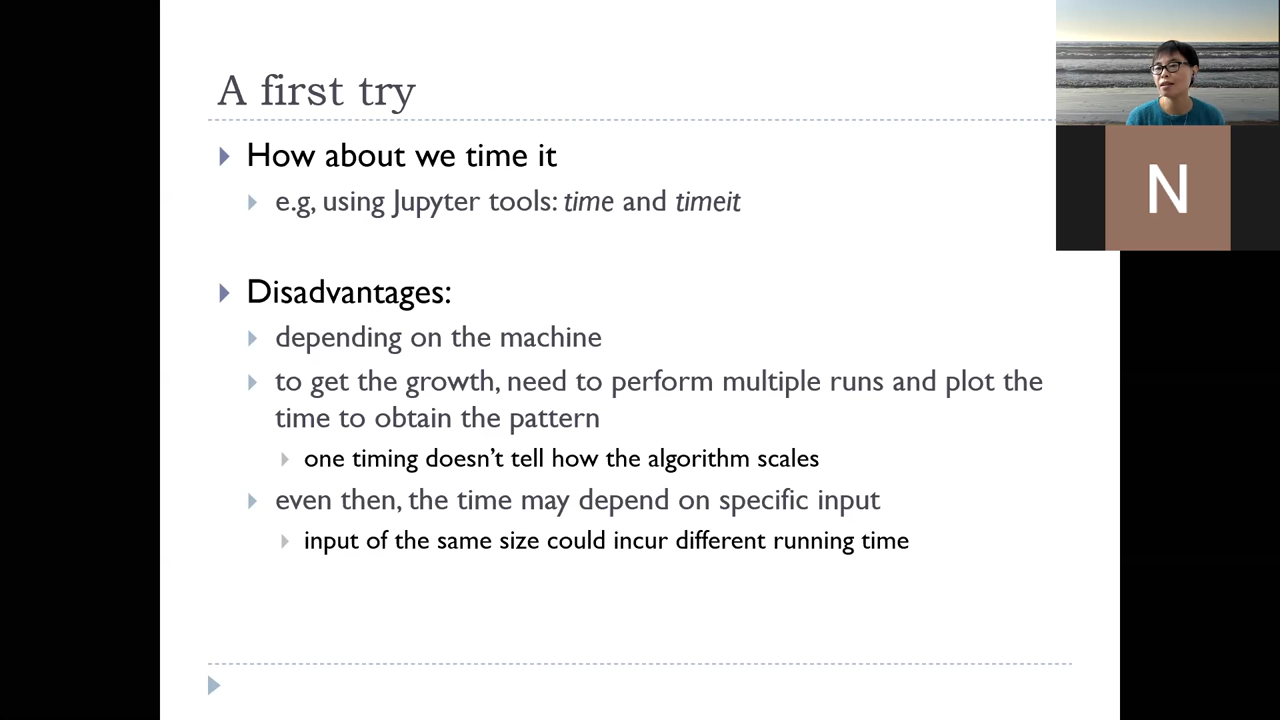 A first try
How about we time it
e.g, using Jupyter tools: time and timeit
Disadvantages:
depending on the machine
to get the growth, need to perform multiple runs and plot the
time to obtain the pattern
one timing doesn’t tell how the algorithm scales
even then, the time may depend on specific input
input of the same size could incur different running time
N